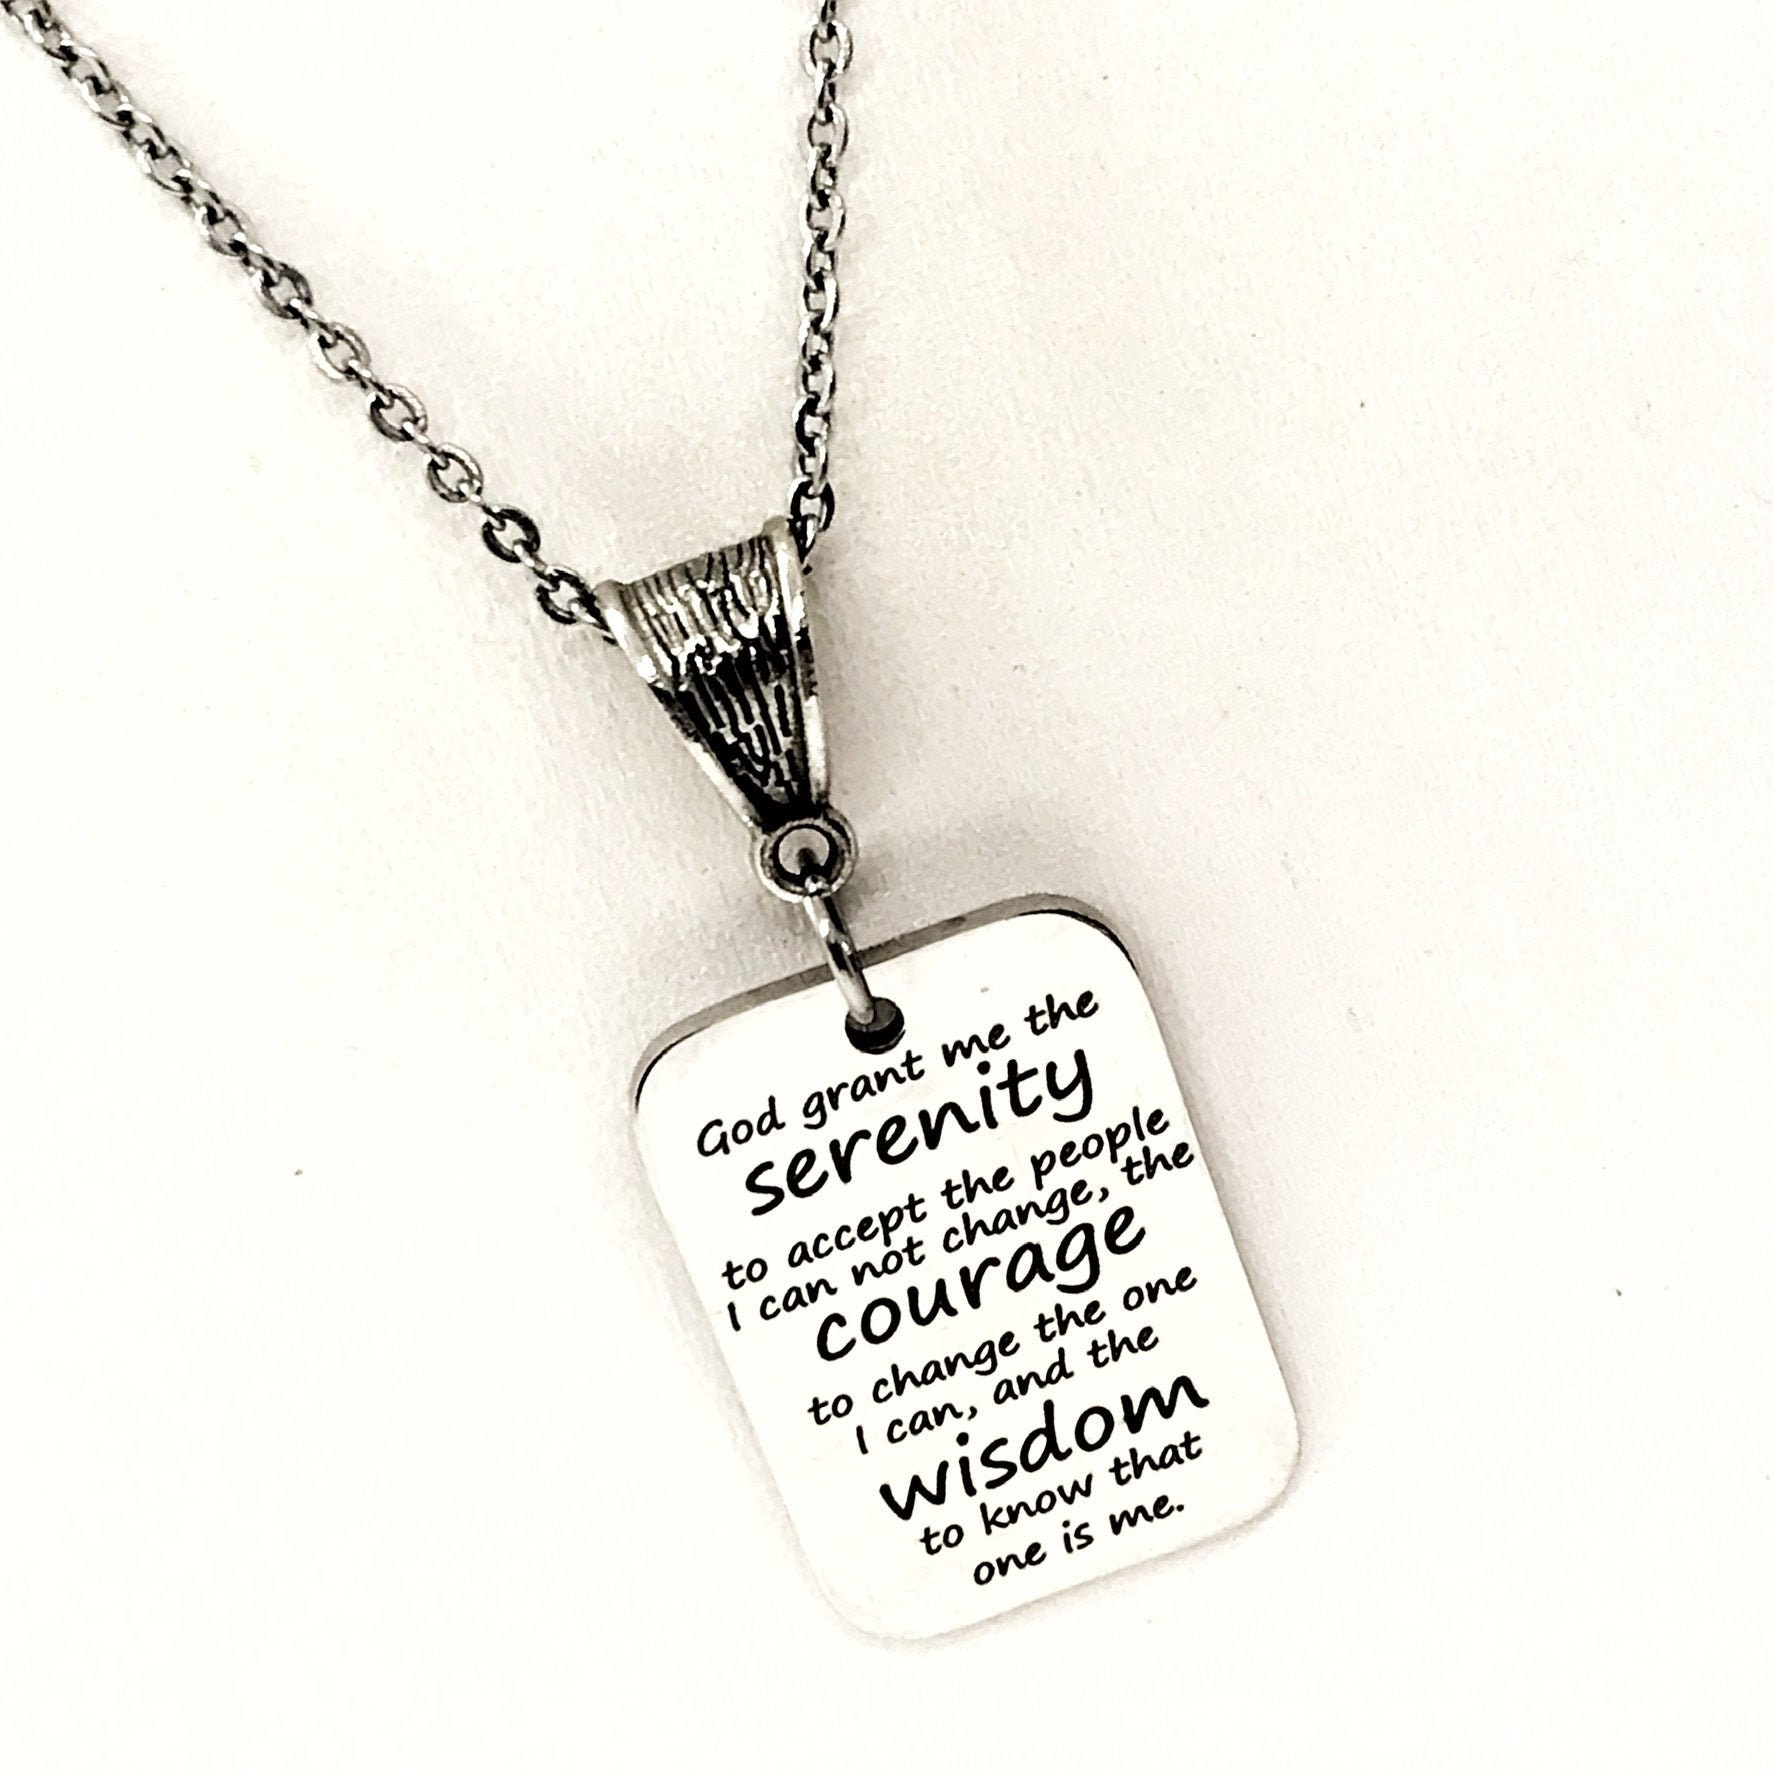 God grant me the
serenity
to accept the people
I can not change, the
courage
to change the one
I can, and the
wisdom
to know that
one is me.